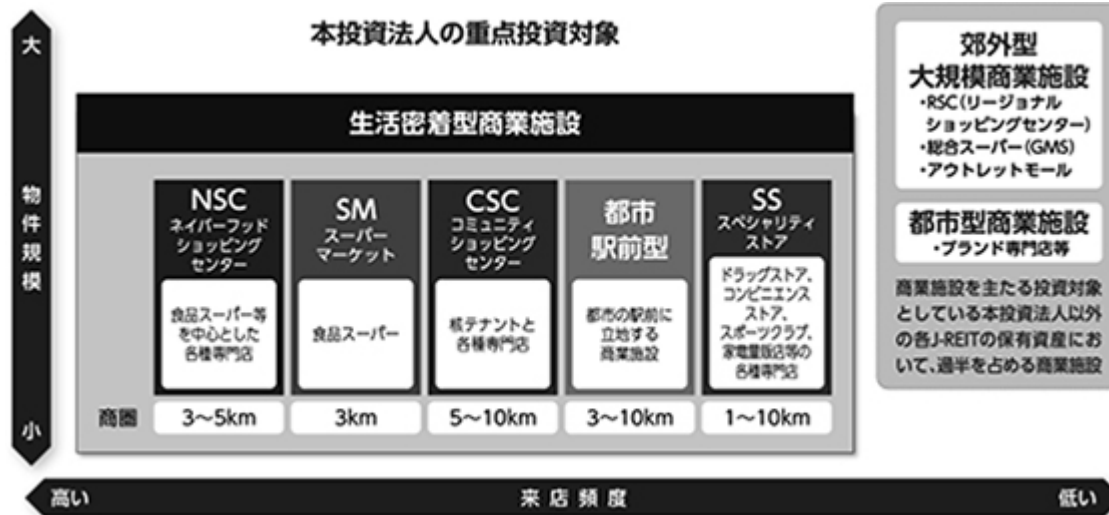 本投資法人の重点投資対象
大
物件規模
小
生活密着型商業施設
NSC
ネイバーフッド
ショッピング
センター
食品スーパー等
を中心とした
各種専門店
SM
スーパー
マーケット
食品スーパー
CSC
コミュニティ
ショッピング
センター
核テナントと
各種専門店
都市
駅前型
都市の駅前に
立地する
商業施設
SS
スペシャリティ
ストア
ドラッグストア、
コンビニエンス
ストア、
スポーツクラブ、
家電量販店等の
各種専門店
商圏
3～5km
3km
5～10km
3～10km
1～10km
郊外型
大規模商業施設
・RSC(リージョナル
ショッピングセンター)
・総合スーパー(GMS)
・アウトレットモール
都市型商業施設
・ブランド専門店等
商業施設を主たる投資対象
としている本投資法人以外
の各J-REITの保有資産にお
いて、過半を占める商業施設
高い
来店頻度
低い